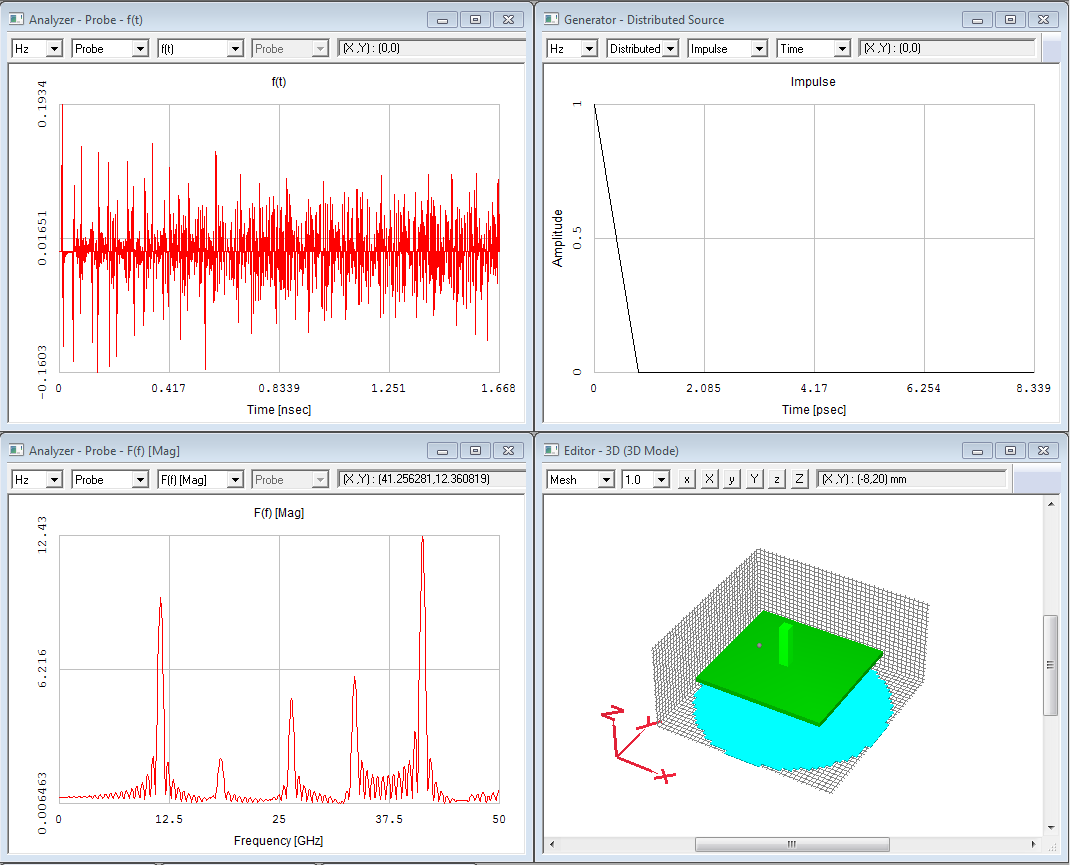 Analyzer - Probe - f(t)
Hz Probe f(t) Probe (X ,Y) : (0,0)
f(t)
0.1934
0.01651
-0.1603
0 0.417 0.8339 1.251 1.668
Time [nsec]
Generator - Distributed Source
Hz Distributed Impulse Time (X ,Y) : (0,0)
Impulse
1
0.5
0
Amplitude
0 2.085 4.17 6.254 8.339
Time [psec]
Analyzer - Probe - F(f) [Mag]
Hz Probe F(f) [Mag] Probe (X ,Y) : (41.256281,12.360819)
F(f) [Mag]
12.43
6.216
0.006463
0 12.5 25 37.5 50
Frequency [GHz]
Editor - 3D (3D Mode)
Mesh 1.0 x X y Y z Z (X ,Y) : (-8,20) mm
Z Y
X